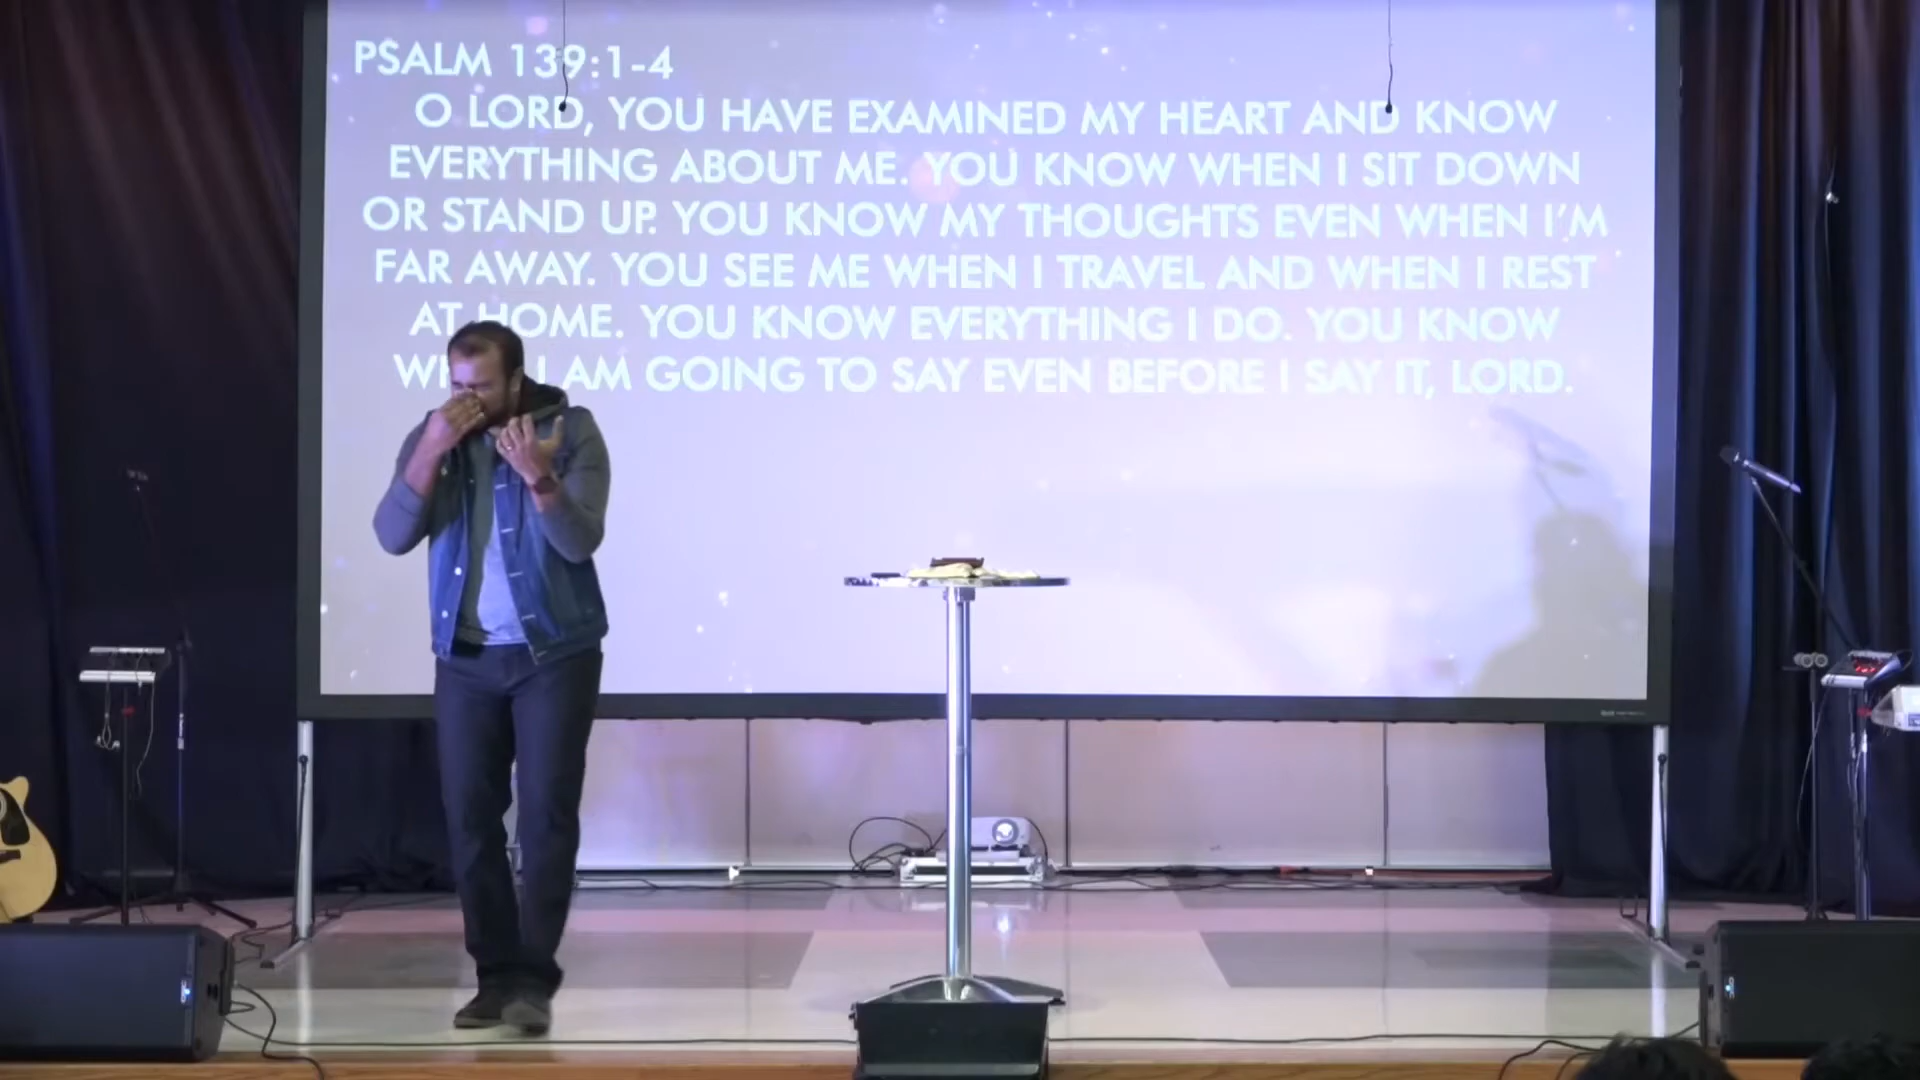 PSALM 139:1-4
O LORD, YOU HAVE EXAMINED MY HEART AND KNOW
EVERYTHING ABOUT ME. YOU KNOW WHEN I SIT DOWN
OR STAND UP. YOU KNOW MY THOUGHTS EVEN WHEN I'M
FAR AWAY. YOU SEE ME WHEN I TRAVEL AND WHEN I REST
AT HOME. YOU KNOW EVERYTHING I DO. YOU KNOW
I AM GOING TO SAY EVEN BEFORE I SAY IT, LORD.